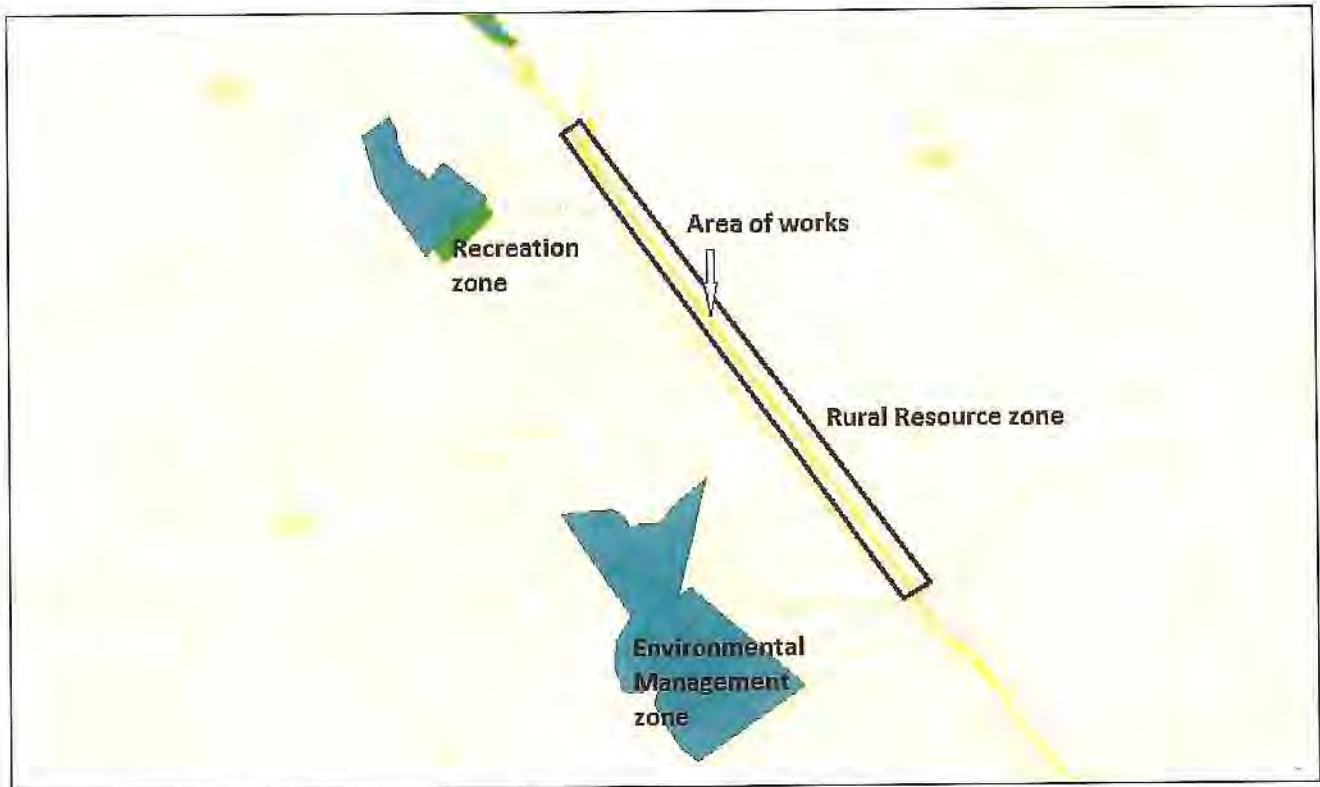 Area of works
Recreation
zone
Rural Resource zone
Environmental
Management
zone